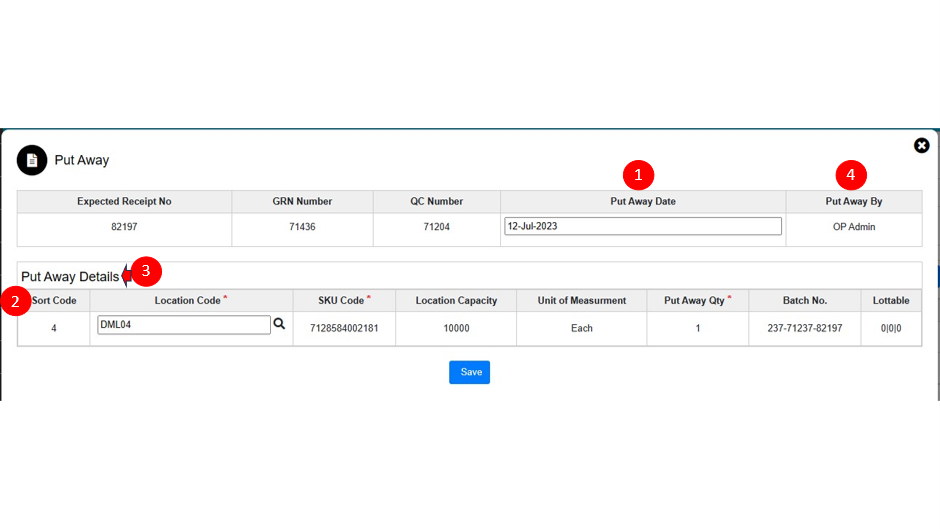 Put Away
1
4
Expected Receipt No GRN Number QC Number Put Away Date Put Away By
82197 71436 71204 12-Jul-2023 OP Admin
Put Away Details 3
2 Sort Code Location Code * SKU Code * Location Capacity Unit of Measurment Put Away Qty * Batch No. Lottable
4 DML04 7128584002181 10000 Each 1 237-71237-82197 0|0|0
Save